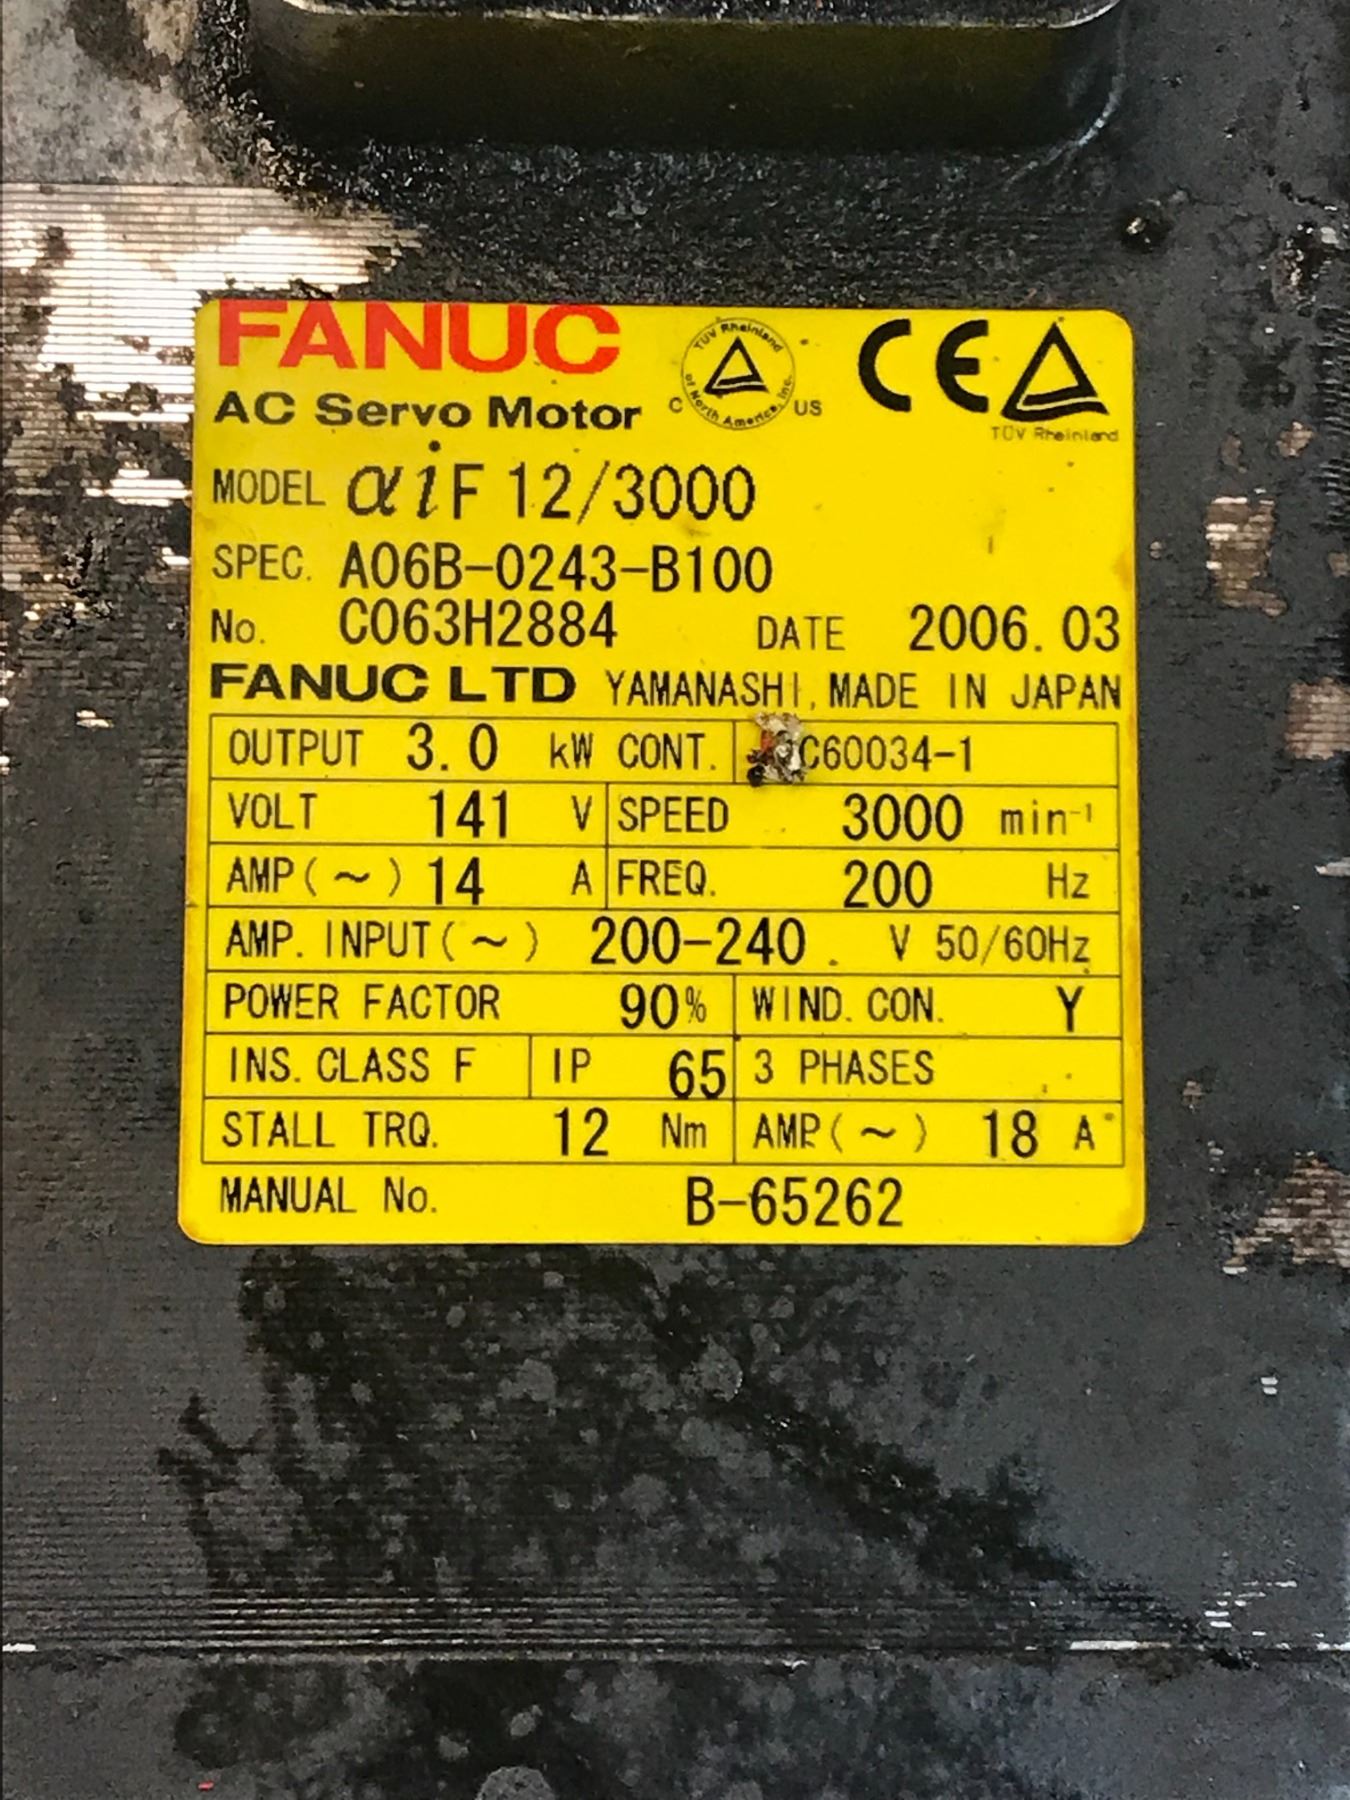 FANUC
AC Servo Motor
TÜV Rheinland of North America, Inc.
C US
CE
TÜV Rheinland
MODEL αiF 12/3000
SPEC. A06B-0243-B100
No. C063H2884 DATE 2006.03
FANUC LTD YAMANASHI, MADE IN JAPAN
OUTPUT 3.0 kW CONT. C60034-1
VOLT 141 V SPEED 3000 min-1
AMP(~) 14 A FREQ. 200 Hz
AMP. INPUT(~) 200-240 V 50/60Hz
POWER FACTOR 90% WIND. CON. Y
INS. CLASS F IP 65 3 PHASES
STALL TRQ. 12 Nm AMP(~) 18 A
MANUAL No. B-65262